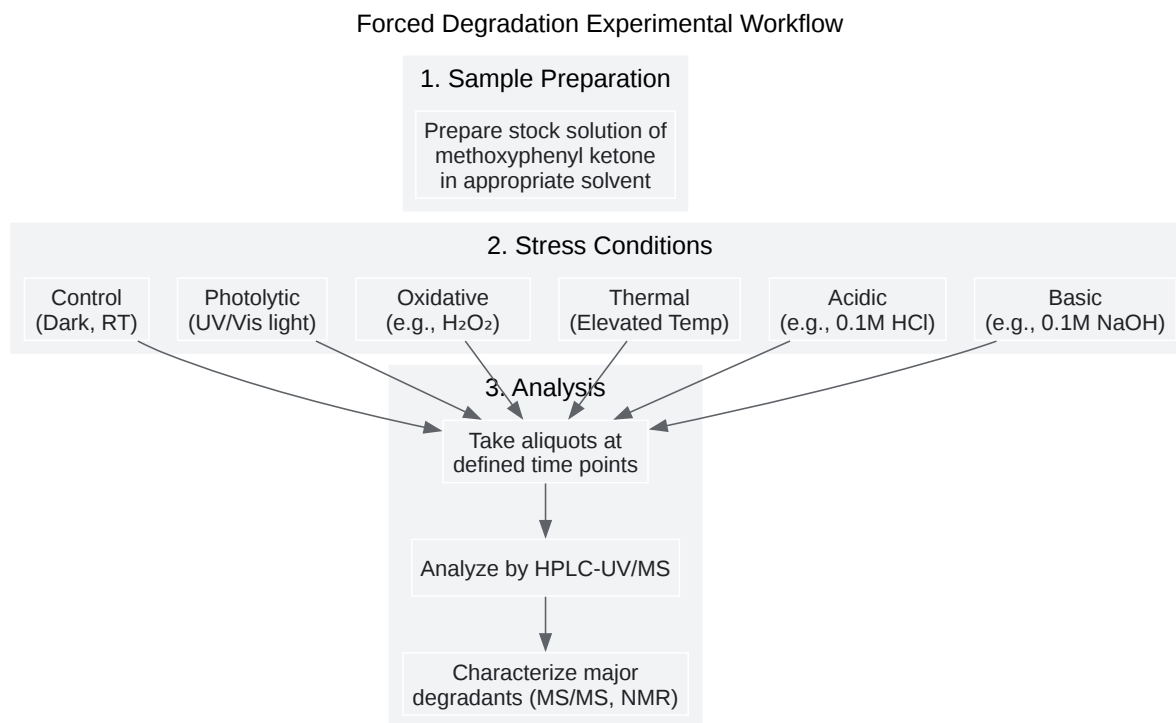 Forced Degradation Experimental Workflow
1. Sample Preparation
Prepare stock solution of
methoxyphenyl ketone
in appropriate solvent
2. Stress Conditions
Control
(Dark, RT)
Photolytic
(UV/Vis light)
Oxidative
(e.g., H₂O₂)
Thermal
(Elevated Temp)
Acidic
(e.g., 0.1M HCl)
Basic
(e.g., 0.1M NaOH)
3. Analysis
Take aliquots at
defined time points
Analyze by HPLC-UV/MS
Characterize major
degradants (MS/MS, NMR)